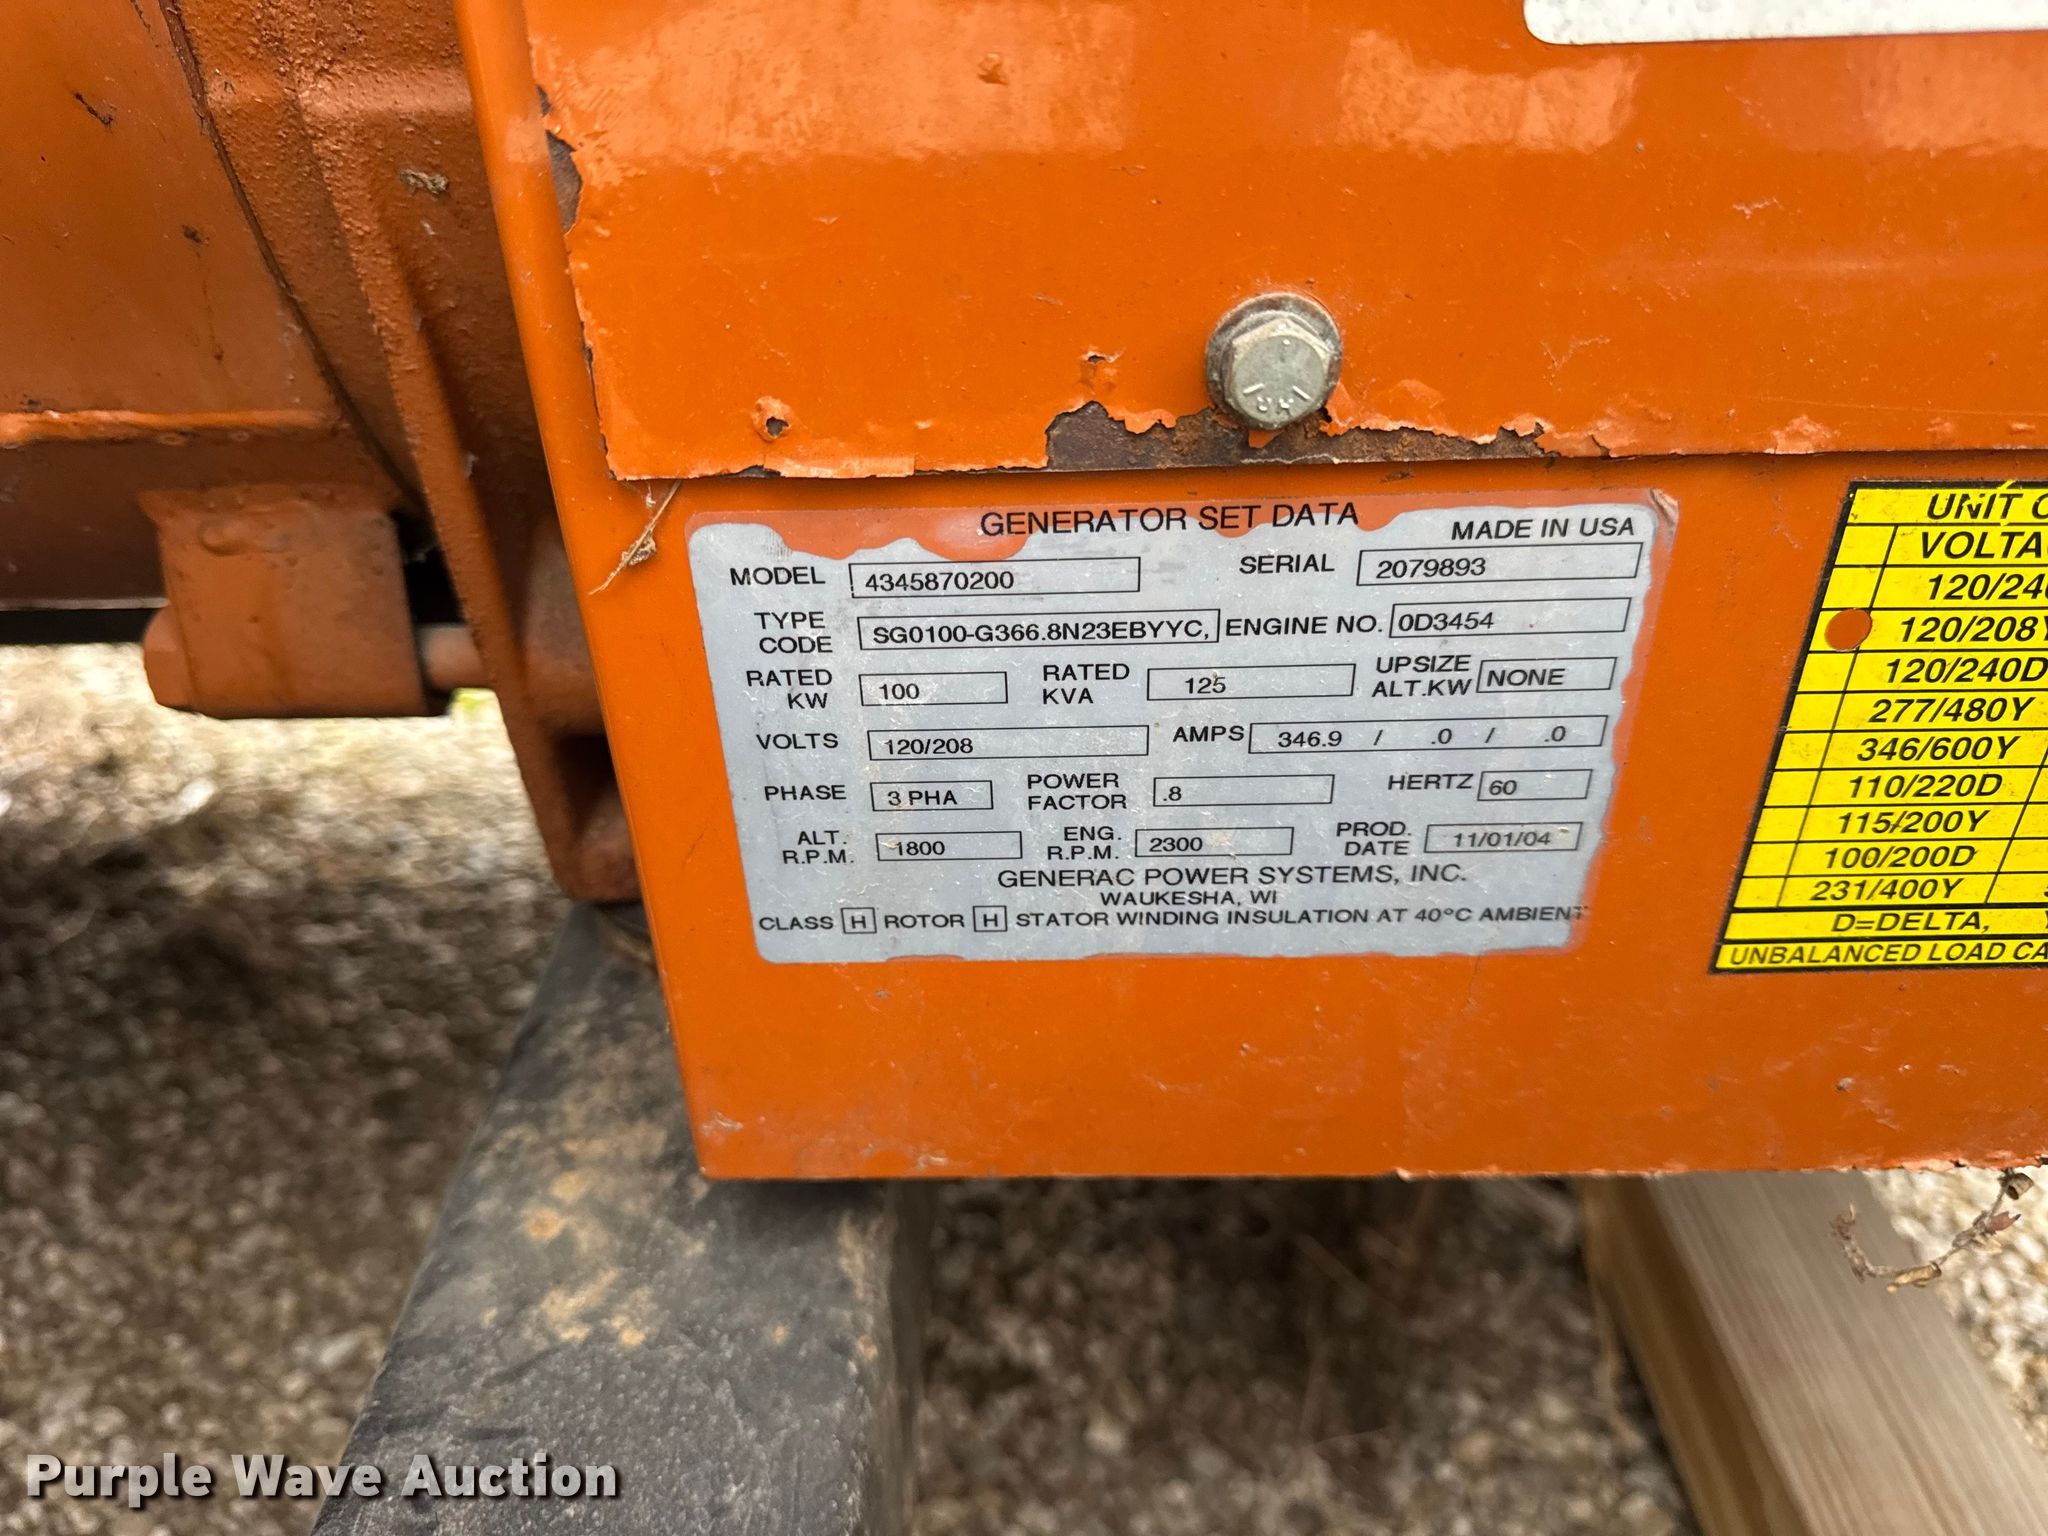 GENERATOR SET DATA
MADE IN USA
MODEL 4345870200 SERIAL 2079893
TYPE CODE SG0100-G366.8N23EBYYC, ENGINE NO. 0D3454
RATED KW 100 RATED KVA 125 UPSIZE ALT.KW NONE
VOLTS 120/208 AMPS 346.9 / .0 / .0
PHASE 3 PHA POWER FACTOR .8 HERTZ 60
ALT. R.P.M. 1800 ENG. R.P.M. 2300 PROD. DATE 11/01/04
GENERAC POWER SYSTEMS, INC.
WAUKESHA, WI
CLASS H ROTOR H STATOR WINDING INSULATION AT 40°C AMBIENT
UNIT
120/208Y
120/240D
277/480Y
346/600Y
110/220D
115/200Y
100/200D
231/400Y
D=DELTA,
UNBALANCED LOAD
Purple Wave Auction